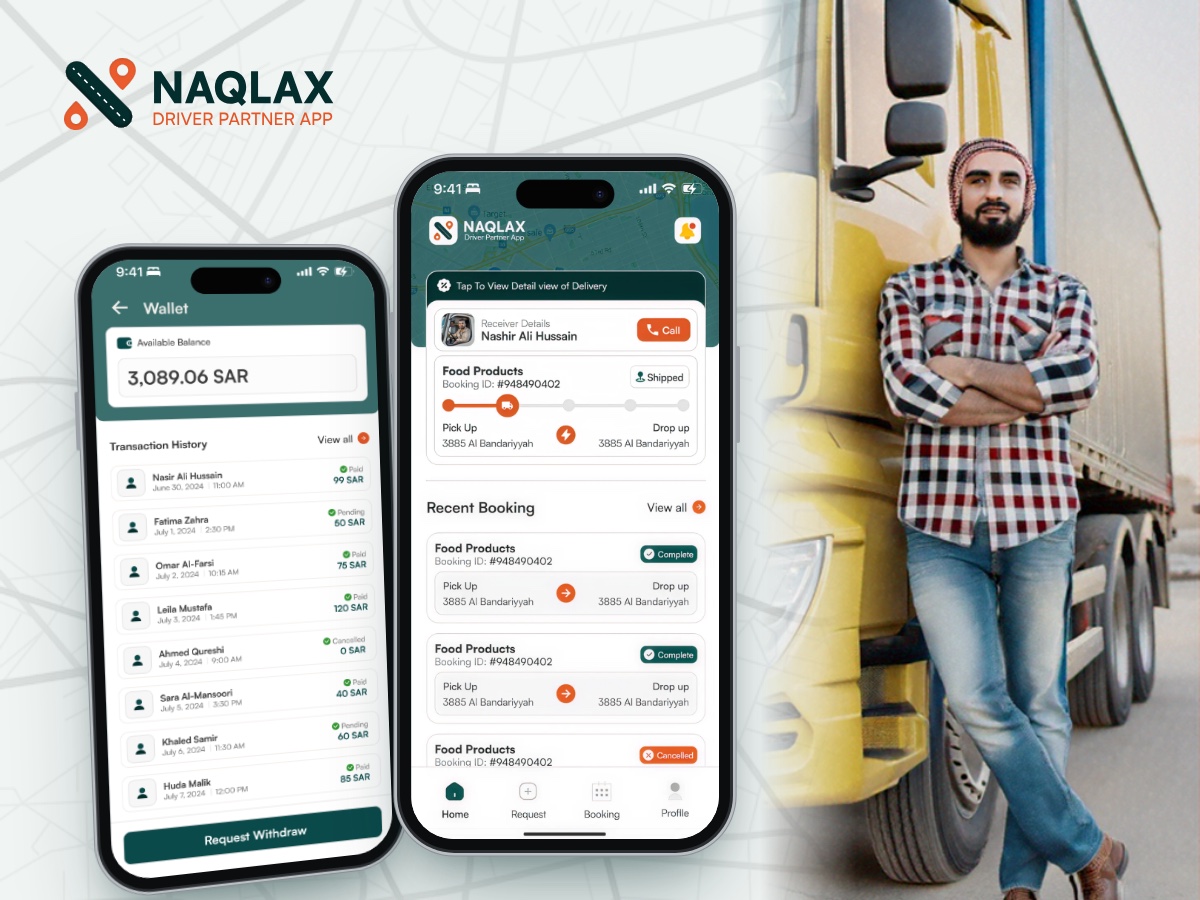 NAQLAX
DRIVER PARTNER APP
9:41
Wallet
Available Balance
3,089.06 SAR
Transaction History
View all
Nasir Ali Hussain
June 30, 2024 11:00 AM
Paid
99 SAR
Fatima Zahra
July 1, 2024 2:30 PM
Pending
50 SAR
Omar Al-Farsi
July 2, 2024 10:15 AM
Paid
75 SAR
Leila Mustafa
July 3, 2024 1:45 PM
Paid
120 SAR
Ahmed Qureshi
July 4, 2024 9:00 AM
Cancelled
0 SAR
Sara Al-Mansoori
July 5, 2024 3:30 PM
Paid
40 SAR
Khaled Samir
July 6, 2024 11:30 AM
Pending
60 SAR
Huda Malik
July 7, 2024 12:00 PM
Paid
85 SAR
Request Withdraw
9:41
NAQLAX
Driver Partner App
Tap To View Detail view of Delivery
Receiver Details
Nashir Ali Hussain
Call
Food Products
Booking ID: #948490402
Shipped
Pick Up
Drop up
3885 Al Bandariyyah
3885 Al Bandariyyah
Recent Booking
View all
Food Products
Booking ID: #948490402
Complete
Pick Up
Drop up
3885 Al Bandariyyah
3885 Al Bandariyyah
Food Products
Booking ID: #948490402
Complete
Pick Up
Drop up
3885 Al Bandariyyah
3885 Al Bandariyyah
Food Products
Booking ID: #948490402
Cancelled
Home
Request
Booking
Profile